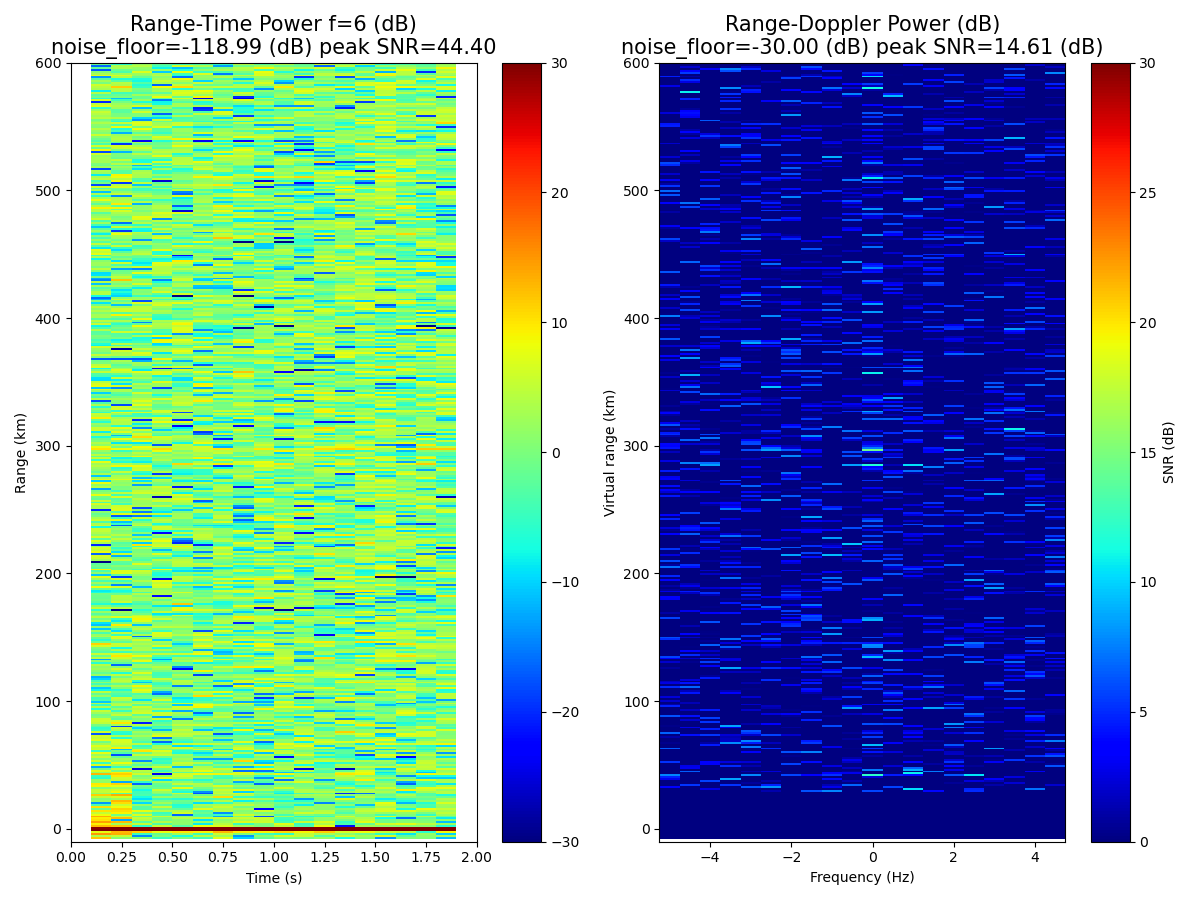 Range-Time Power f=6 (dB)
noise_floor=-118.99 (dB) peak SNR=44.40
Range (km)
600
500
400
300
200
100
0
0.00 0.25 0.50 0.75 1.00 1.25 1.50 1.75 2.00
Time (s)
30
20
10
0
−10
−20
−30
Range-Doppler Power (dB)
noise_floor=-30.00 (dB) peak SNR=14.61 (dB)
Virtual range (km)
600
500
400
300
200
100
0
−4 −2 0 2 4
Frequency (Hz)
30
25
20
15
10
5
0
SNR (dB)